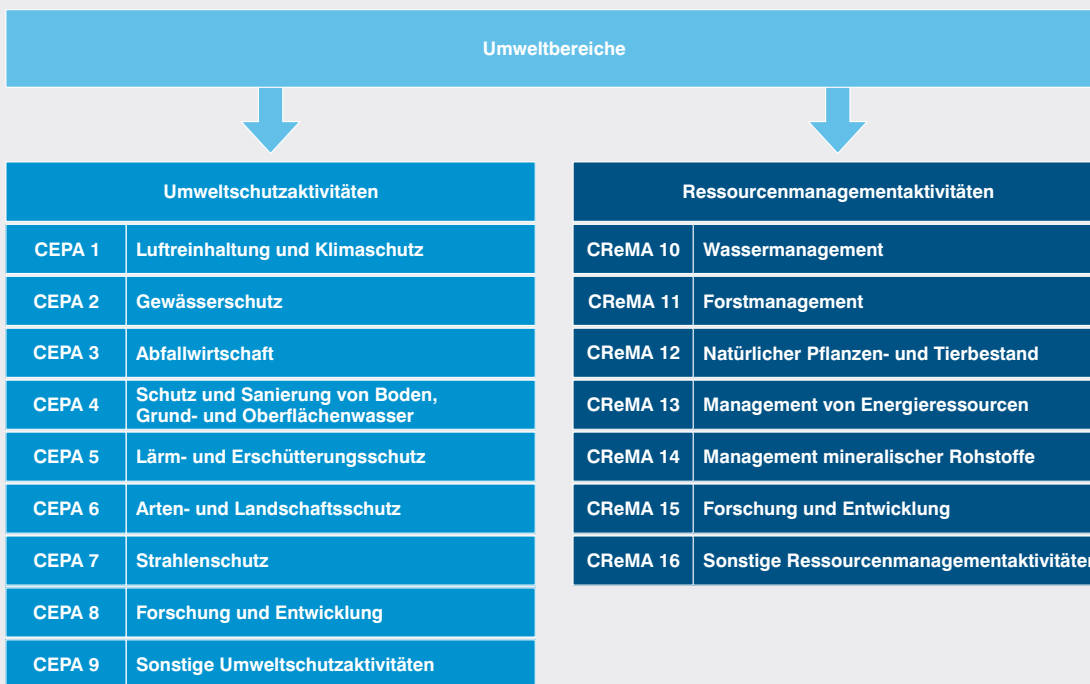 Umweltbereiche
Umweltschutzaktivitäten
CEPA 1 Luftreinhaltung und Klimaschutz
CEPA 2 Gewässerschutz
CEPA 3 Abfallwirtschaft
CEPA 4 Schutz und Sanierung von Boden,
Grund- und Oberflächenwasser
CEPA 5 Lärm- und Erschütterungsschutz
CEPA 6 Arten- und Landschaftsschutz
CEPA 7 Strahlenschutz
CEPA 8 Forschung und Entwicklung
CEPA 9 Sonstige Umweltschutzaktivitäten
Ressourcenmanagementaktivitäten
CReMA 10 Wassermanagement
CReMA 11 Forstmanagement
CReMA 12 Natürlicher Pflanzen- und Tierbestand
CReMA 13 Management von Energieressourcen
CReMA 14 Management mineralischer Rohstoffe
CReMA 15 Forschung und Entwicklung
CReMA 16 Sonstige Ressourcenmanagementaktivitäten